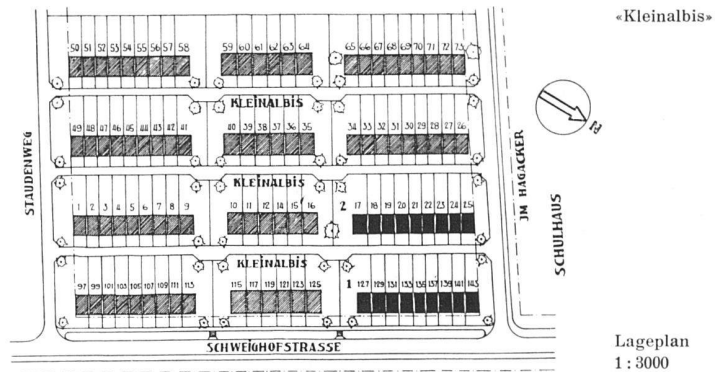 «Kleinalbis»
50 51 52 53 54 55 56 57 58
59 60 61 62 63 64
65 66 67 68 69 70 71 72 73
KLEINALBIS
49 48 47 46 45 44 43 42 41
40 39 38 37 36 35
34 33 32 31 30 29 28 27 26
KLEINALBIS
1 2 3 4 5 6 7 8 9
10 11 12 14 15 16
2
17 18 19 20 21 22 23 24 25
KLEINALBIS
97 99 101 103 105 107 109 111 113
115 117 119 121 123 125
1
127 129 131 133 135 137 139 141 143
SCHWEIGHOFSTRASSE
STAUDENWEG
JM HAGACKER
SCHULHAUS
N
Lageplan
1 : 3000